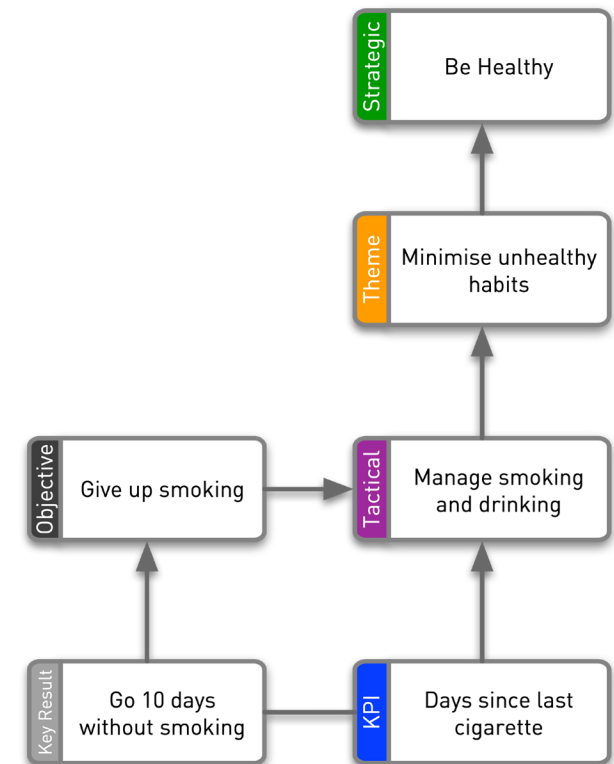 Strategic
Be Healthy
Theme
Minimise unhealthy
habits
Objective
Give up smoking
Tactical
Manage smoking
and drinking
Key Result
Go 10 days
without smoking
KPI
Days since last
cigarette